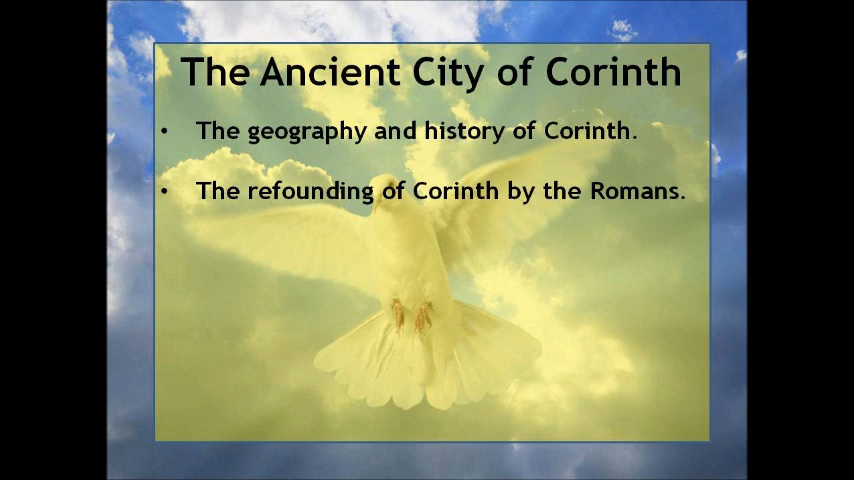 The Ancient City of Corinth
• The geography and history of Corinth.
• The refounding of Corinth by the Romans.